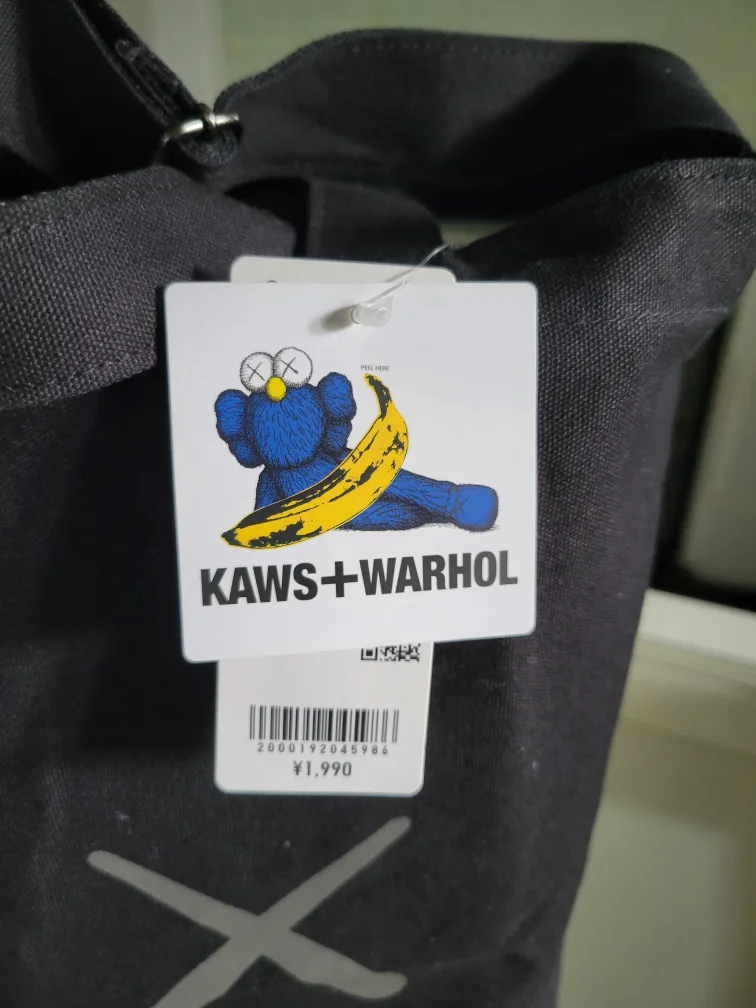 PEEL HERE
KAWS+WARHOL
2000192045986
¥1,990